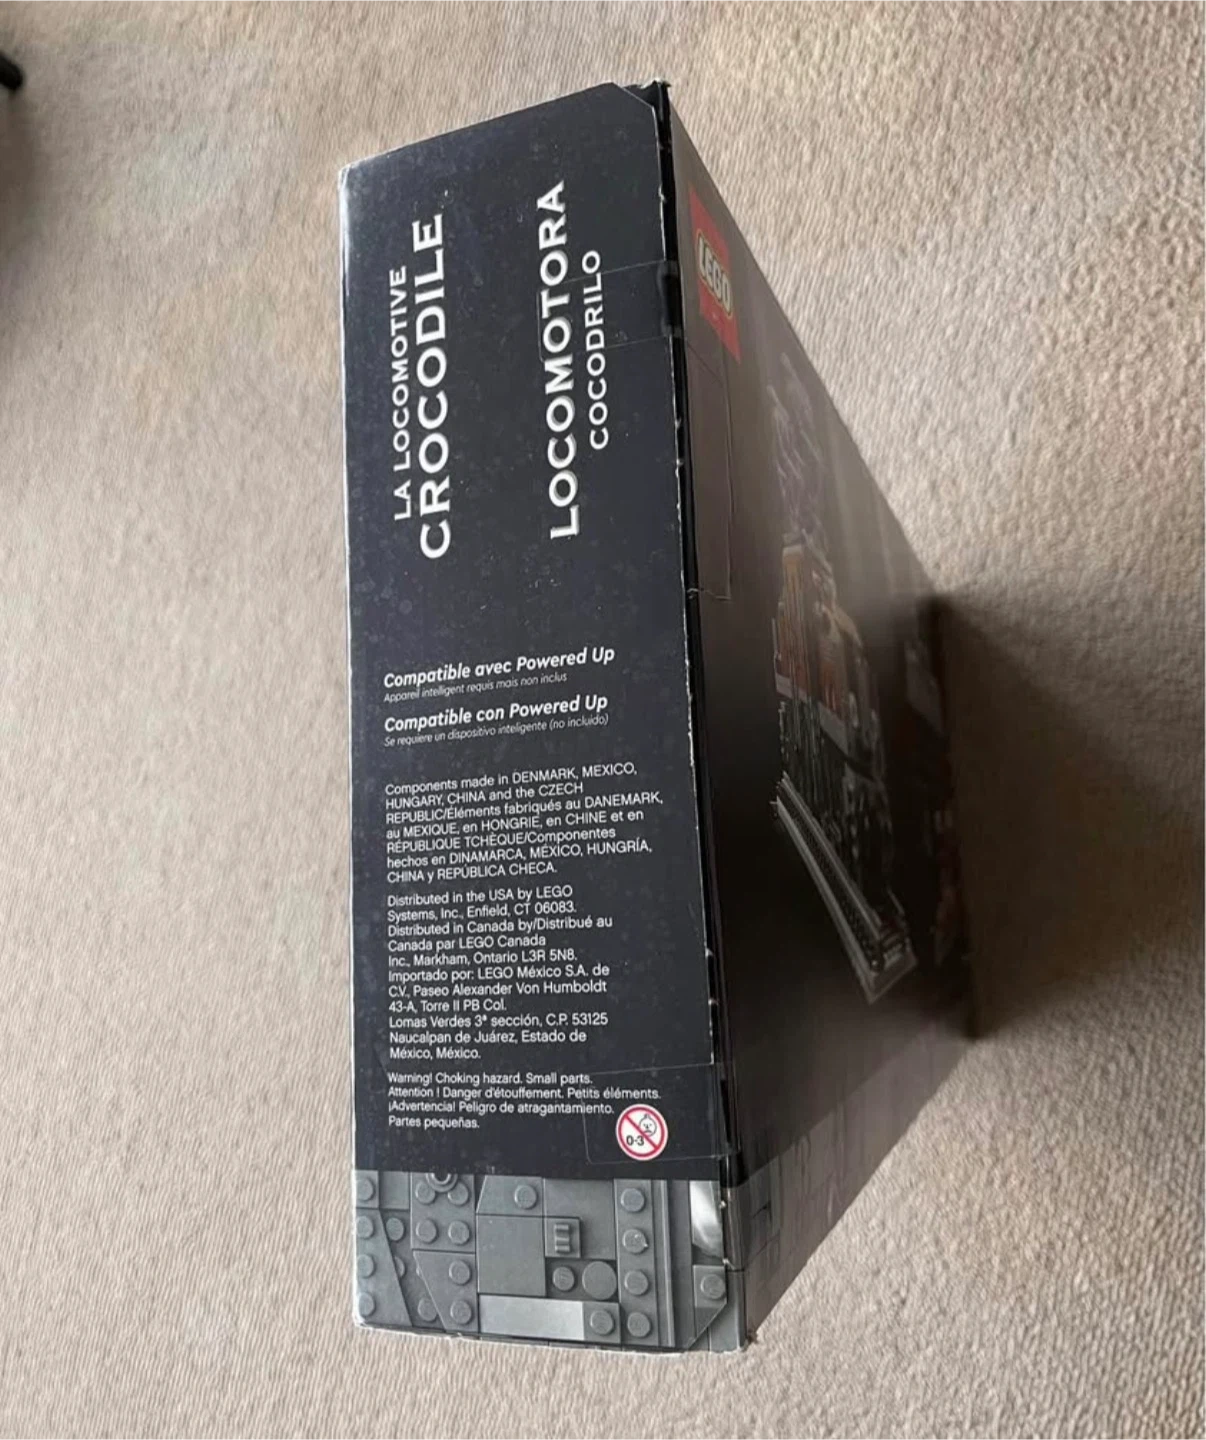 LA LOCOMOTIVE
CROCODILE
LOCOMOTORA
COCODRILO
LEGO
Compatible avec Powered Up
Appareil intelligent requis mais non inclus
Compatible con Powered Up
Se requiere un dispositivo inteligente (no incluido)
Components made in DENMARK, MEXICO,
HUNGARY, CHINA and the CZECH
REPUBLIC/Éléments fabriqués au DANEMARK,
au MEXIQUE, en HONGRIE, en CHINE et en
RÉPUBLIQUE TCHÈQUE/Componentes
hechos en DINAMARCA, MÉXICO, HUNGRÍA,
CHINA y REPÚBLICA CHECA.
Distributed in the USA by LEGO
Systems, Inc., Enfield, CT 06083.
Distributed in Canada by/Distribué au
Canada par LEGO Canada
Inc., Markham, Ontario L3R 5N8.
Importado por: LEGO México S.A. de
C.V., Paseo Alexander Von Humboldt
43-A, Torre II PB Col.
Lomas Verdes 3ª sección, C.P. 53125
Naucalpan de Juárez, Estado de
México, México.
Warning! Choking hazard. Small parts.
Attention ! Danger d'étouffement. Petits éléments.
¡Advertencia! Peligro de atragantamiento.
Partes pequeñas.
0-3